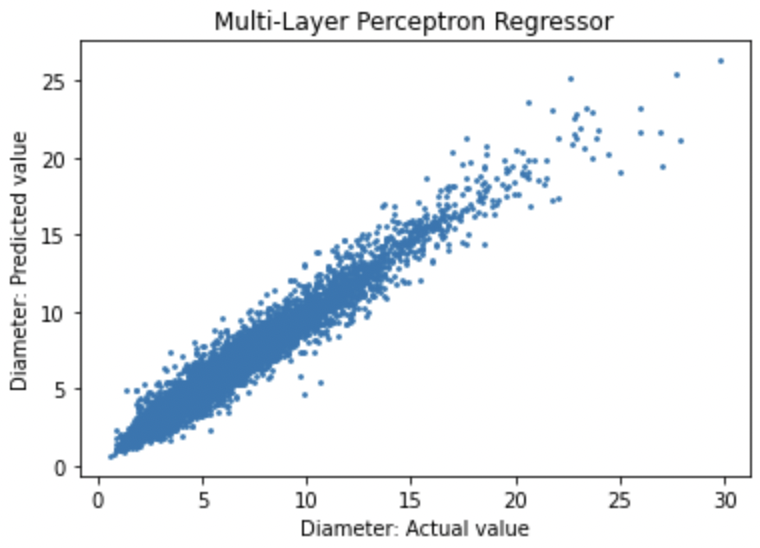 Multi-Layer Perceptron Regressor
Diameter: Predicted value
25
20
15
10
5
0
0 5 10 15 20 25 30
Diameter: Actual value